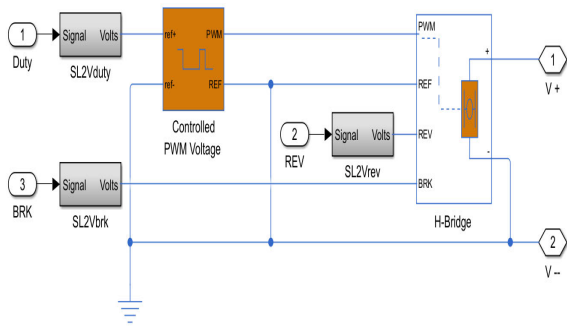 1
Duty
Signal Volts
SL2Vduty
ref+ PWM
ref- REF
Controlled
PWM Voltage
PWM
REF
REV
BRK
+
-
H-Bridge
2
REV
Signal Volts
SL2Vrev
3
BRK
Signal Volts
SL2Vbrk
1
V +
2
V --